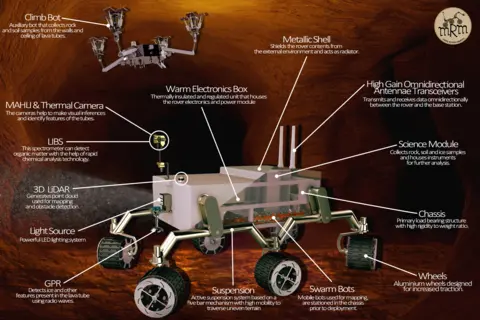 Climb Bot
Auxiliary bot that collects rock
and soil samples from the walls and
ceiling of lava tubes.
MRM
Metallic Shell
Shields the rover contents from
the external environment and acts as radiator.
Warm Electronics Box
Thermally insulated and regulated unit that houses
the rover electronics and power module
High Gain Omnidirectional
Antennae Transceivers
Transmits and receives data omnidirectionally
between the rover and the base station.
MAHLI & Thermal Camera
The cameras help to make visual inferences
and identify features of the tubes.
LIBS
This spectrometer can detect
organic matter with the help of rapid
chemical analysis technology.
Science Module
Collects rock, soil and ice samples
and houses instruments
for further analysis.
3D LiDAR
Generates point cloud
used for mapping
and obstacle detection.
Light Source
Powerful LED lighting system
Chassis
Primary load bearing structure
with high rigidity to weight ratio.
GPR
Detects ice and other
features present in the lava tube
using radio waves.
Suspension
Active suspension system based on a
five bar mechanism with high mobility to
traverse uneven terrain.
Swarm Bots
Mobile bots used for mapping,
are stationed in the chassis
prior to deployment.
Wheels
Aluminium wheels designed
for increased traction.